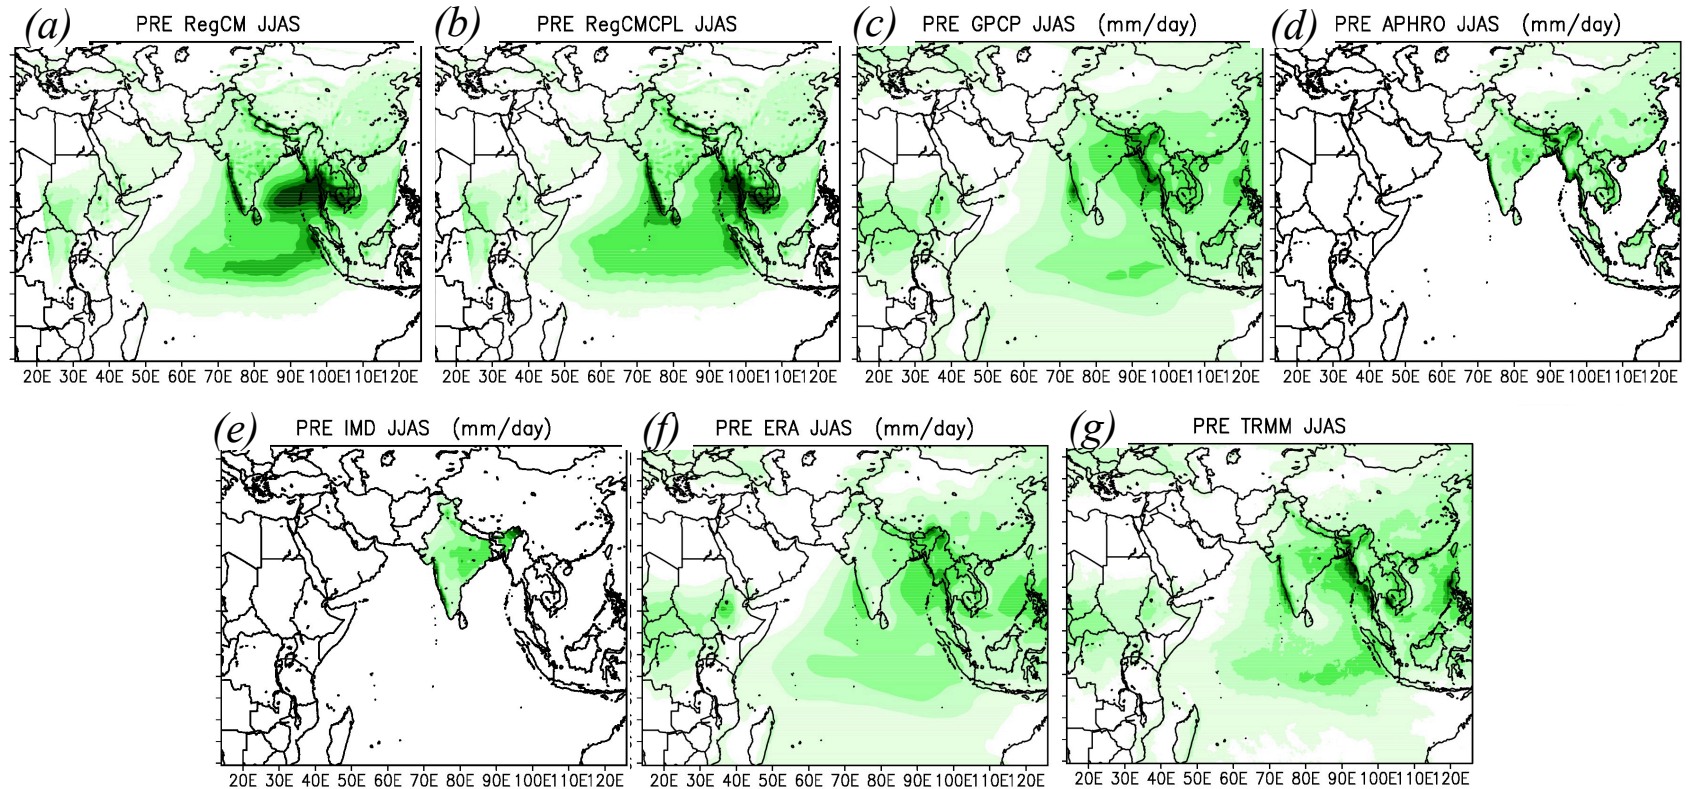 (a) PRE RegCM JJAS
(b) PRE RegCMCPL JJAS
(c) PRE GPCP JJAS (mm/day)
(d) PRE APHRO JJAS (mm/day)
20E 30E 40E 50E 60E 70E 80E 90E 100E110E120E
20E 30E 40E 50E 60E 70E 80E 90E 100E110E120E
20E 30E 40E 50E 60E 70E 80E 90E 100E110E120E
20E 30E 40E 50E 60E 70E 80E 90E 100E110E120E
(e) PRE IMD JJAS (mm/day)
(f) PRE ERA JJAS (mm/day)
(g) PRE TRMM JJAS
20E 30E 40E 50E 60E 70E 80E 90E 100E110E120E
20E 30E 40E 50E 60E 70E 80E 90E 100E110E120E
20E 30E 40E 50E 60E 70E 80E 90E 100E110E120E